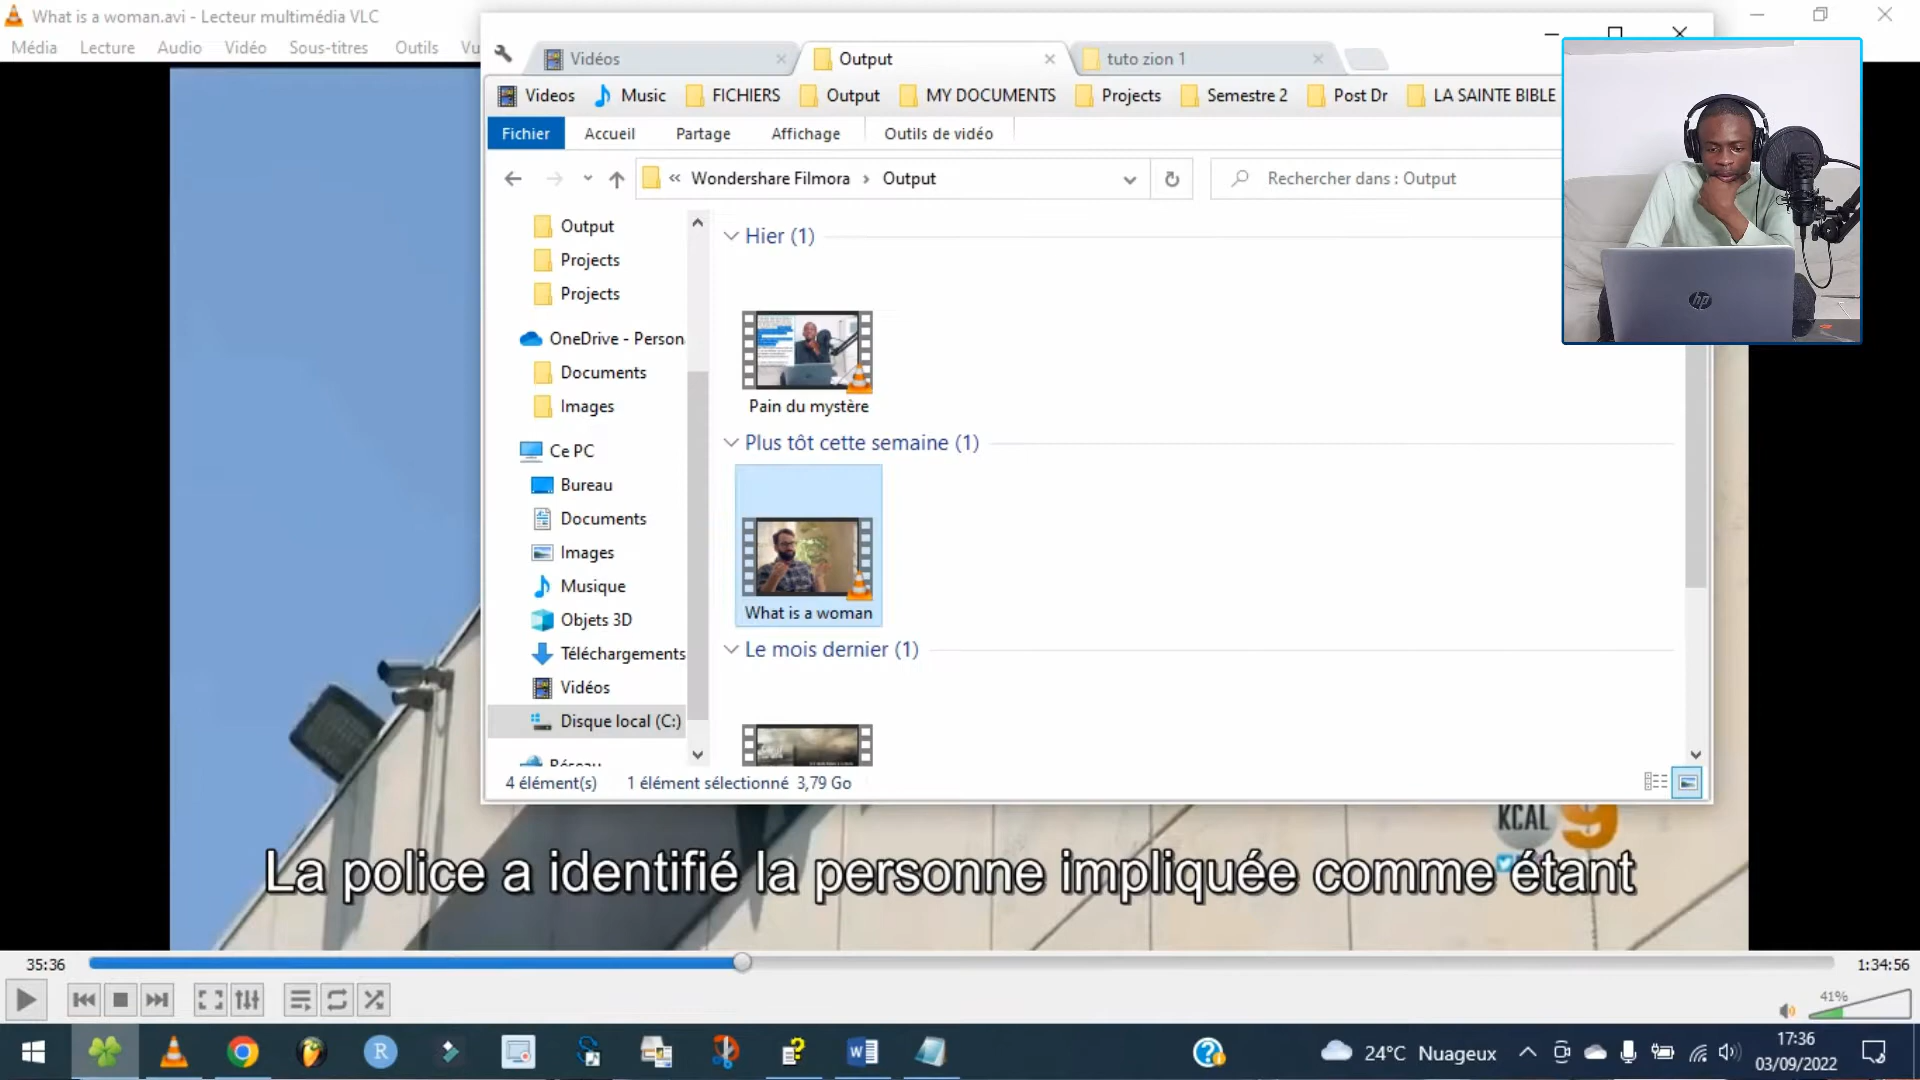 What is a woman.avi - Lecteur multimédia VLC
Média Lecture Audio Vidéo Sous-titres Outils Vu
Vidéos
Output
tuto zion 1
Videos
Music
FICHIERS
Output
MY DOCUMENTS
Projects
Semestre 2
Post Dr
LA SAINTE BIBLE
Fichier
Accueil
Partage
Affichage
Outils de vidéo
« Wondershare Filmora › Output
Rechercher dans : Output
Output
Projects
Projects
OneDrive - Person
Documents
Images
Ce PC
Bureau
Documents
Images
Musique
Objets 3D
Téléchargements
Vidéos
Disque local (C:)
Réseau
Hier (1)
Pain du mystère
Plus tôt cette semaine (1)
What is a woman
Le mois dernier (1)
4 élément(s)
1 élément sélectionné 3,79 Go
hp
KCAL 9
La police a identifié la personne impliquée comme étant
35:36
1:34:56
41%
R
W
24°C Nuageux
17:36
03/09/2022